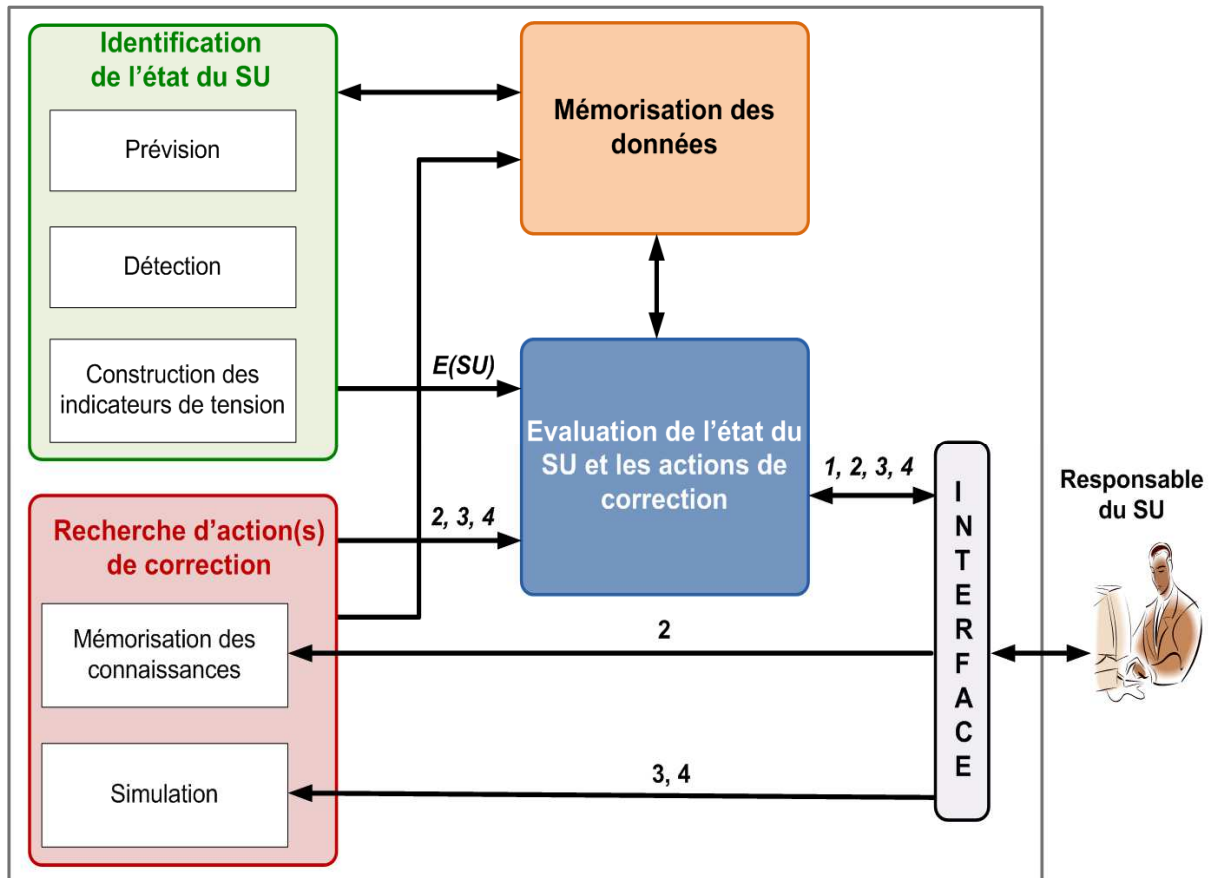 Identification
de l'état du SU
Prévision
Détection
Construction des
indicateurs de tension
Mémorisation des
données
E(SU)
Evaluation de l'état du
SU et les actions de
correction
1, 2, 3, 4
INTERFACE
Responsable
du SU
Recherche d'action(s)
de correction
2, 3, 4
Mémorisation des
connaissances
2
Simulation
3, 4